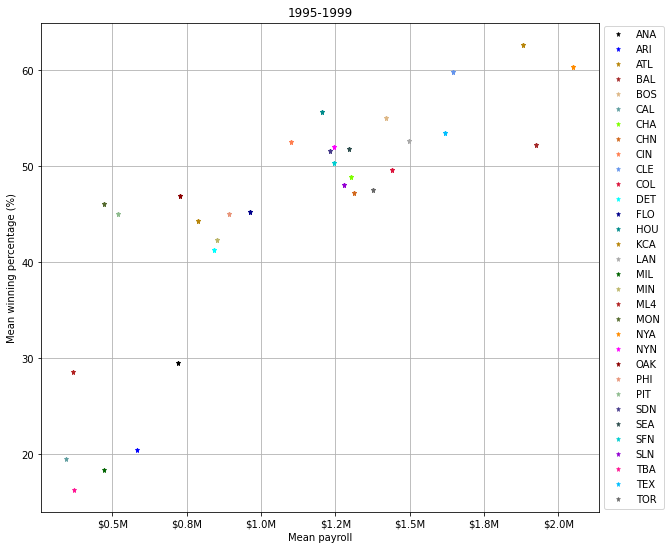 1995-1999
Mean winning percentage (%)
60
50
40
30
20
$0.5M $0.8M $1.0M $1.2M $1.5M $1.8M $2.0M
Mean payroll
ANA
ARI
ATL
BAL
BOS
CAL
CHA
CHN
CIN
CLE
COL
DET
FLO
HOU
KCA
LAN
MIL
MIN
ML4
MON
NYA
NYN
OAK
PHI
PIT
SDN
SEA
SFN
SLN
TBA
TEX
TOR